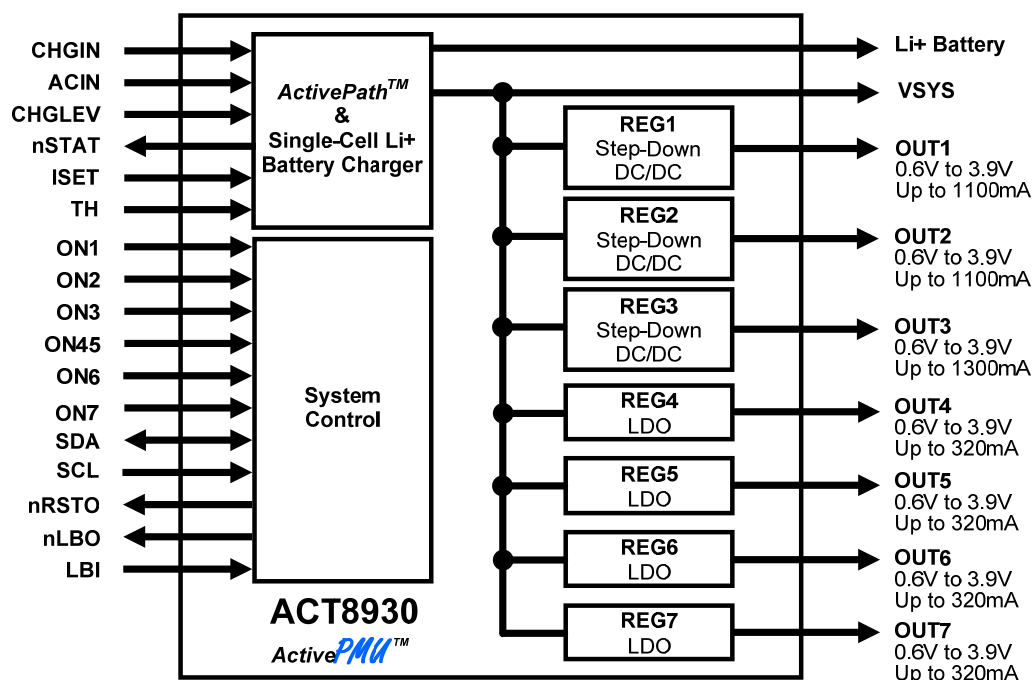 CHGIN
ACIN
CHGLEV
nSTAT
ISET
TH
ON1
ON2
ON3
ON45
ON6
ON7
SDA
SCL
nRSTO
nLBO
LBI
ActivePath™
&
Single-Cell Li+
Battery Charger
System
Control
ACT8930
ActivePMU™
REG1
Step-Down
DC/DC
REG2
Step-Down
DC/DC
REG3
Step-Down
DC/DC
REG4
LDO
REG5
LDO
REG6
LDO
REG7
LDO
Li+ Battery
VSYS
OUT1
0.6V to 3.9V
Up to 1100mA
OUT2
0.6V to 3.9V
Up to 1100mA
OUT3
0.6V to 3.9V
Up to 1300mA
OUT4
0.6V to 3.9V
Up to 320mA
OUT5
0.6V to 3.9V
Up to 320mA
OUT6
0.6V to 3.9V
Up to 320mA
OUT7
0.6V to 3.9V
Up to 320mA